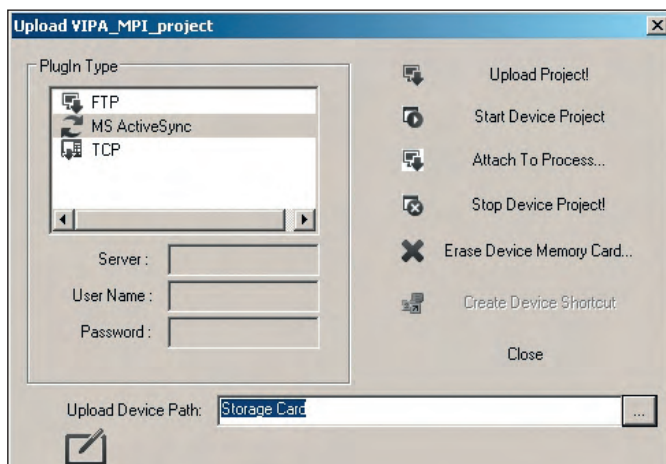 Upload VIPA_MPI_project
PlugIn Type
FTP
MS ActiveSync
TCP
Server :
User Name :
Password :
Upload Project!
Start Device Project
Attach To Process...
Stop Device Project!
Erase Device Memory Card...
Create Device Shortcut
Close
Upload Device Path: Storage Card ...